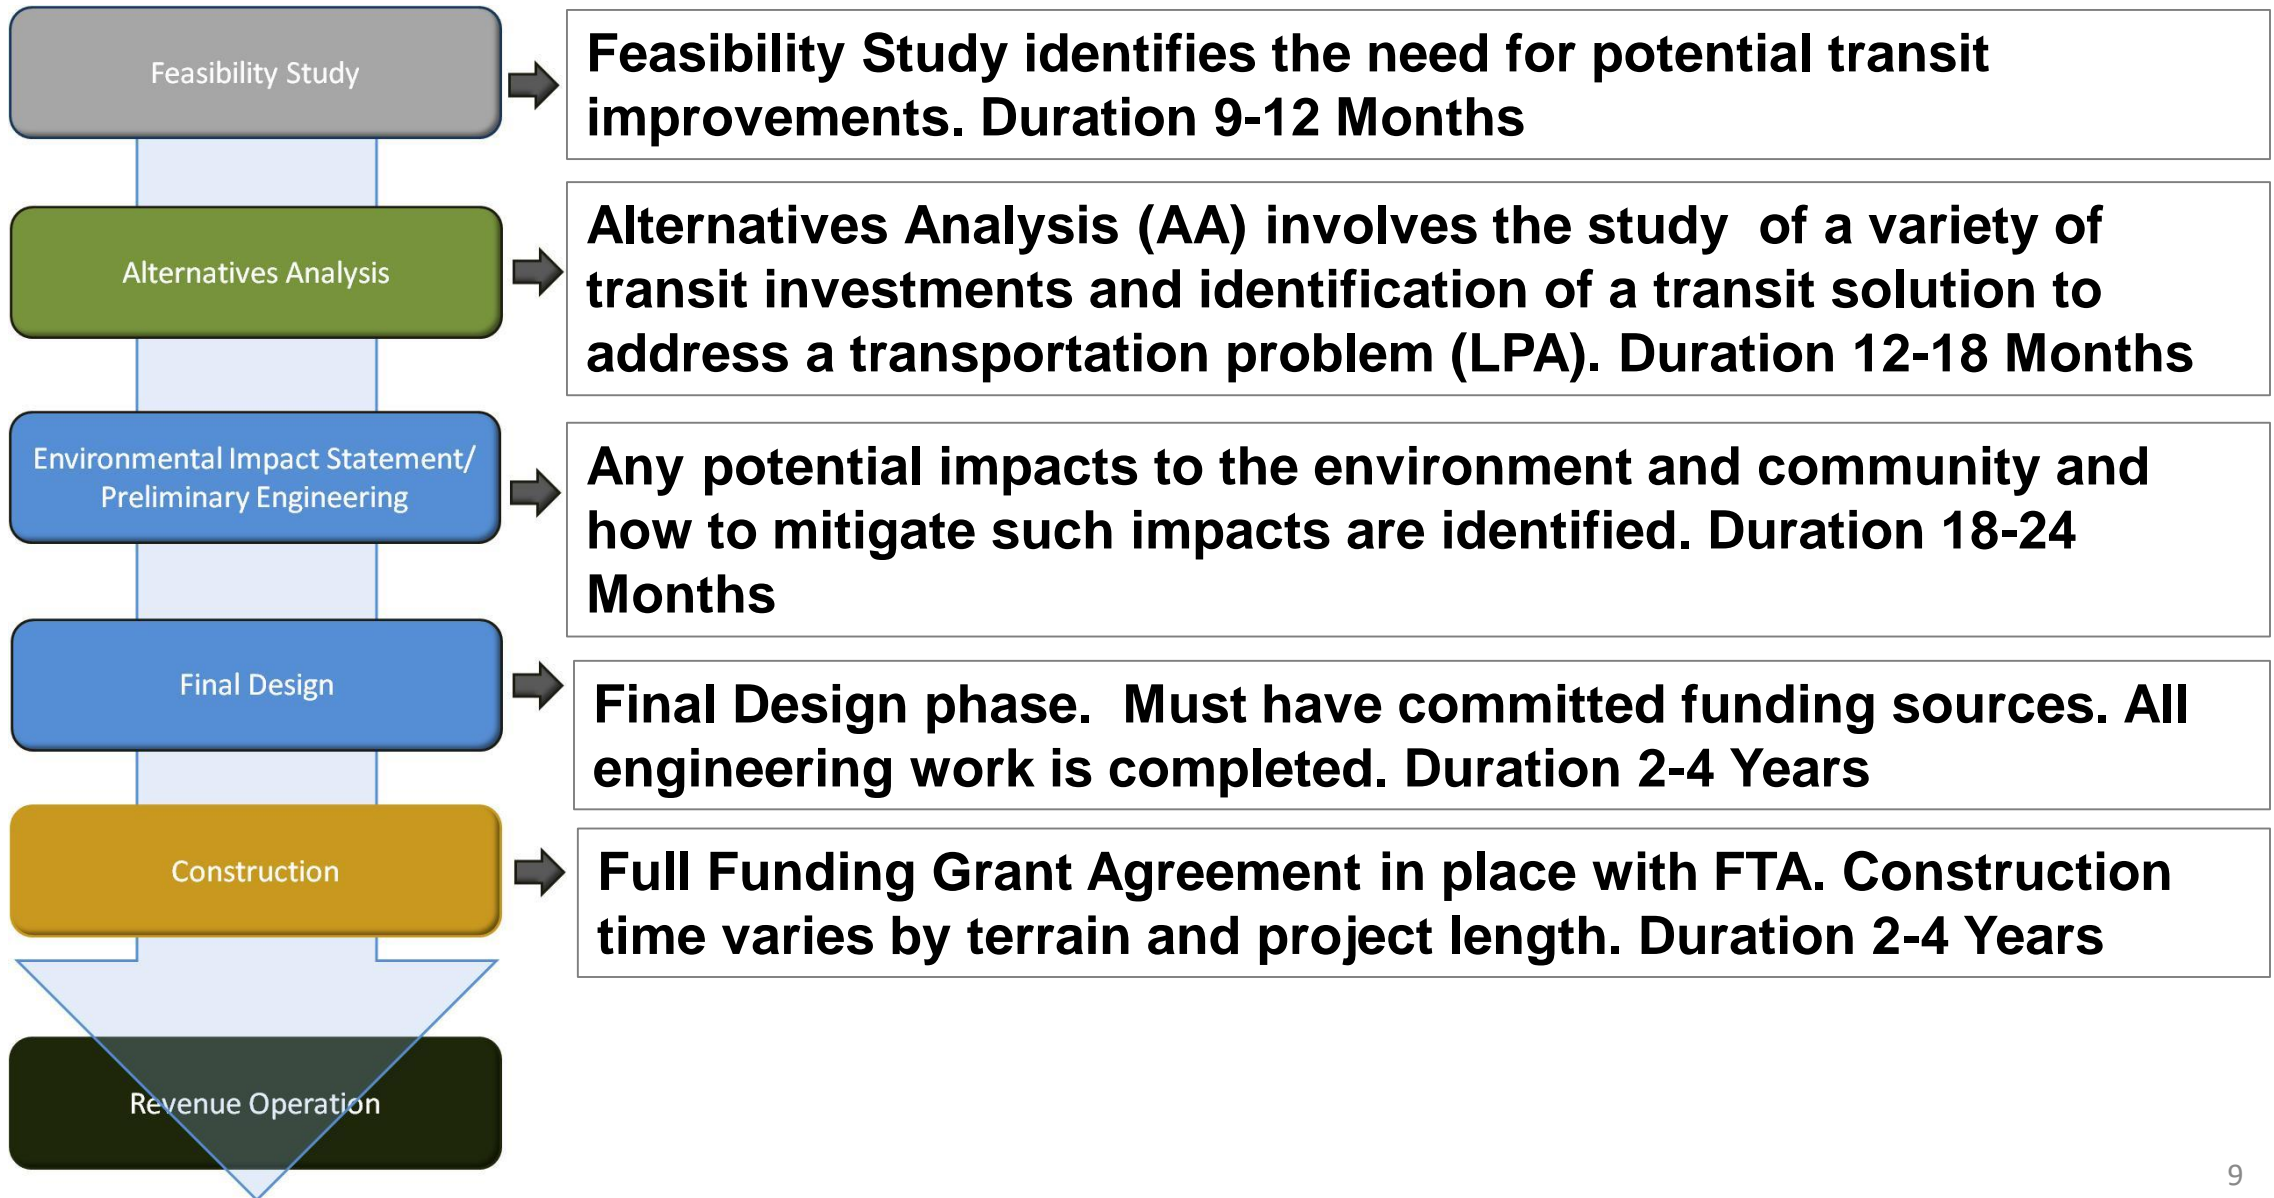 Feasibility Study
Feasibility Study identifies the need for potential transit
improvements. Duration 9-12 Months
Alternatives Analysis
Alternatives Analysis (AA) involves the study  of a variety of
transit investments and identification of a transit solution to
address a transportation problem (LPA). Duration 12-18 Months
Environmental Impact Statement/
Preliminary Engineering
Any potential impacts to the environment and community and
how to mitigate such impacts are identified. Duration 18-24
Months
Final Design
Final Design phase.  Must have committed funding sources. All
engineering work is completed. Duration 2-4 Years
Construction
Full Funding Grant Agreement in place with FTA. Construction
time varies by terrain and project length. Duration 2-4 Years
Revenue Operation
9